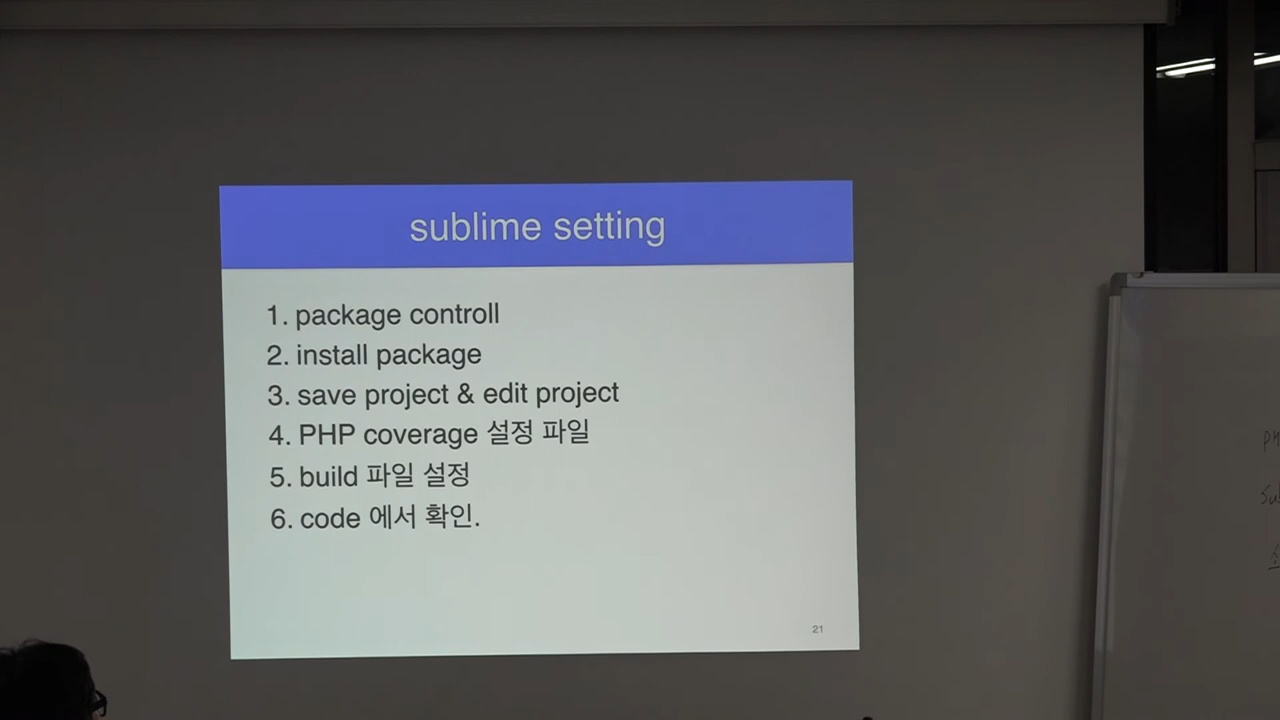 sublime setting
1. package controll
2. install package
3. save project & edit project
4. PHP coverage 설정 파일
5. build 파일 설정
6. code 에서 확인.
21